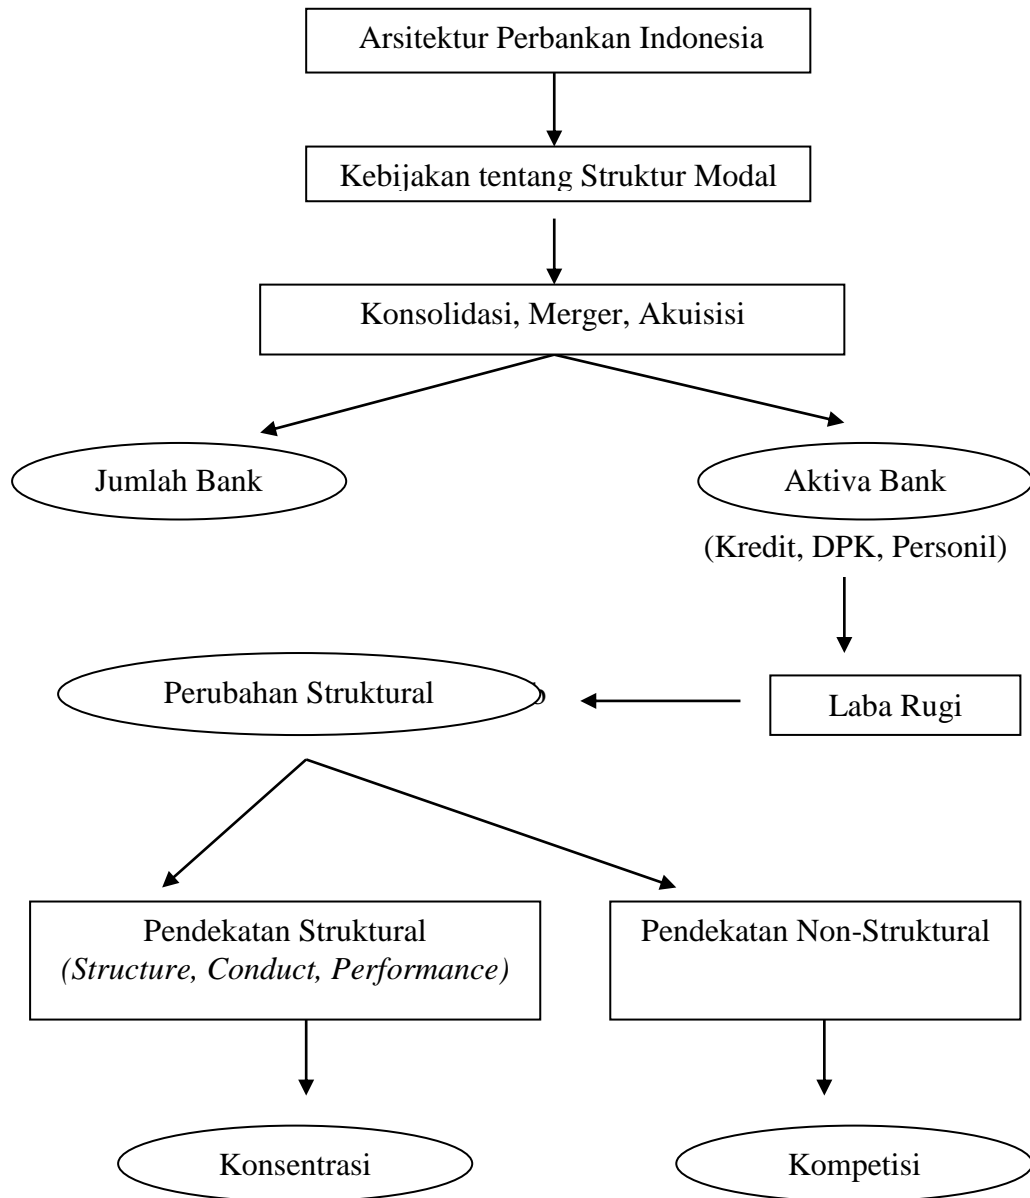 Arsitektur Perbankan Indonesia
Kebijakan tentang Struktur Modal
Konsolidasi, Merger, Akuisisi
Jumlah Bank
Aktiva Bank
(Kredit, DPK, Personil)
Perubahan Struktural
Laba Rugi
Pendekatan Struktural
(Structure, Conduct, Performance)
Pendekatan Non-Struktural
Konsentrasi
Kompetisi